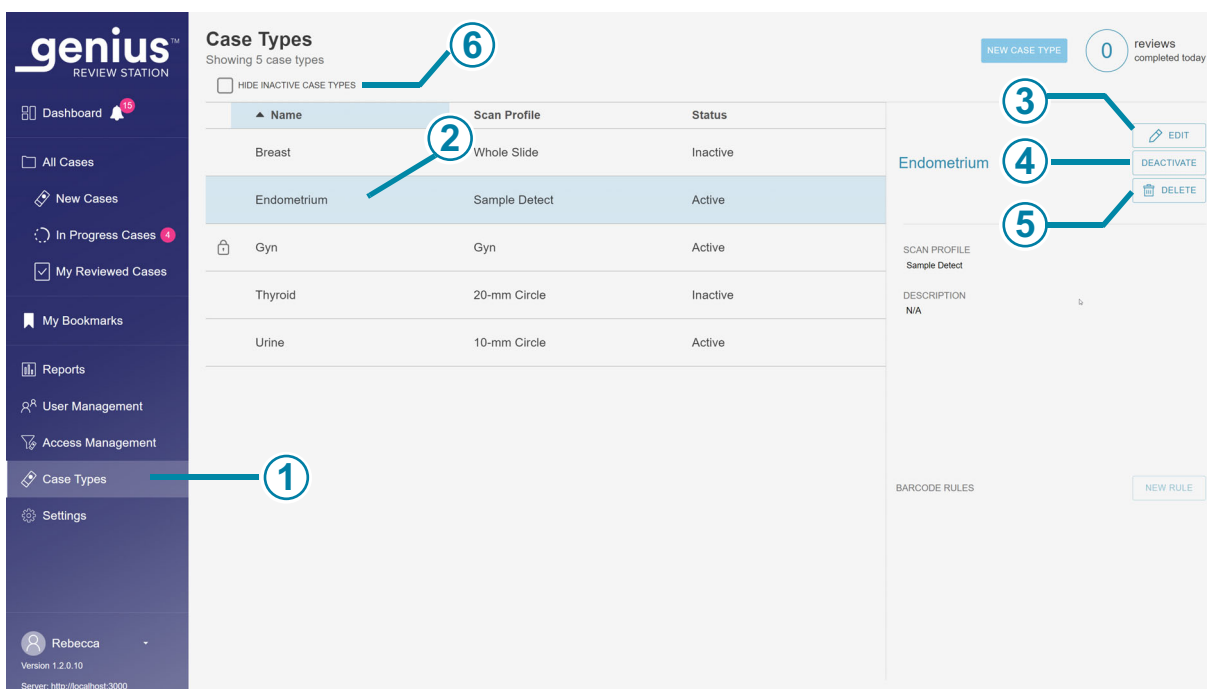 genius™
REVIEW STATION
Dashboard 15
All Cases
New Cases
In Progress Cases 4
My Reviewed Cases
My Bookmarks
Reports
User Management
Access Management
Case Types
Settings
Rebecca
Version 1.2.0.10
Server: http://localhost:3000
1
Case Types
Showing 5 case types
HIDE INACTIVE CASE TYPES
6
NEW CASE TYPE
0 reviews
completed today
Name Scan Profile Status
Breast Whole Slide Inactive
Endometrium Sample Detect Active
Gyn Gyn Active
Thyroid 20-mm Circle Inactive
Urine 10-mm Circle Active
2
3
EDIT
Endometrium
4
DEACTIVATE
5
DELETE
SCAN PROFILE
Sample Detect
DESCRIPTION
N/A
BARCODE RULES
NEW RULE